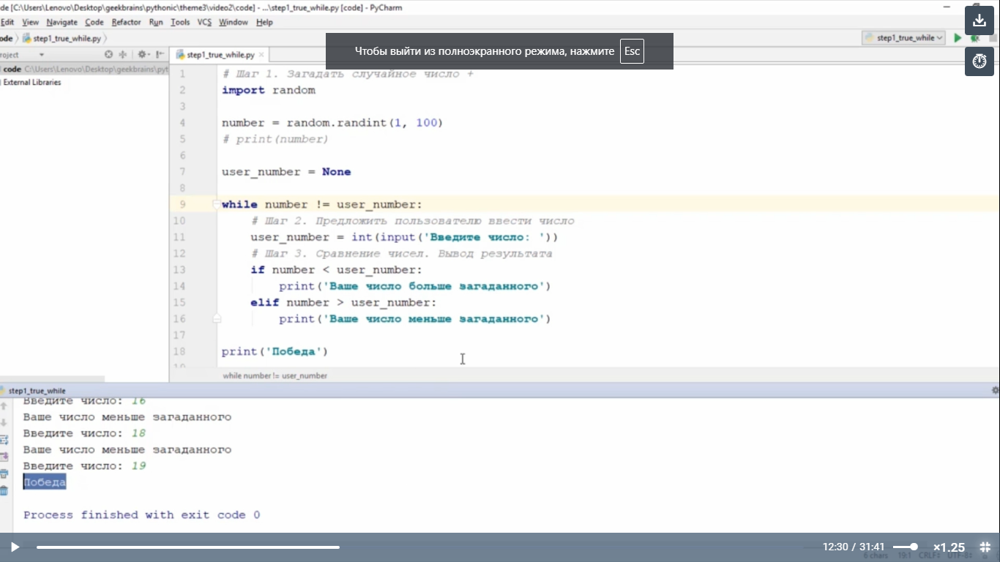 de [C:\Users\Lenovo\Desktop\geekbrains\pythonic\theme3\video2\code] - ...\step1_true_while.py [code] - PyCharm
Edit View Navigate Code Refactor Run Tools VCS Window Help
ode step1_true_while.py step1_true_while
roject step1_true_while.py
Чтобы выйти из полноэкранного режима, нажмите Esc
code C:\Users\Lenovo\Desktop\geekbrains\pyt
External Libraries
1 # Шаг 1. Загадать случайное число +
2 import random
3
4 number = random.randint(1, 100)
5 # print(number)
6
7 user_number = None
8
9 while number != user_number:
10 # Шаг 2. Предложить пользователю ввести число
11 user_number = int(input('Введите число: '))
12 # Шаг 3. Сравнение чисел. Вывод результата
13 if number < user_number:
14 print('Ваше число больше загаданного')
15 elif number > user_number:
16 print('Ваше число меньше загаданного')
17
18 print('Победа')
19
while number != user_number
step1_true_while
Введите число: 16
Ваше число меньше загаданного
Введите число: 18
Ваше число меньше загаданного
Введите число: 19
Победа
Process finished with exit code 0
12:30 / 31:41 ×1.25
6 chars 19:1 CRLF÷ UTF-8÷